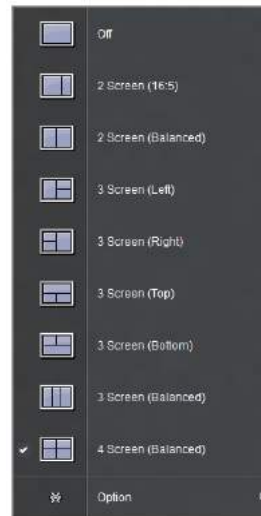 Off
2 Screen (16:5)
2 Screen (Balanced)
3 Screen (Left)
3 Screen (Right)
3 Screen (Top)
3 Screen (Bottom)
3 Screen (Balanced)
4 Screen (Balanced)
Option